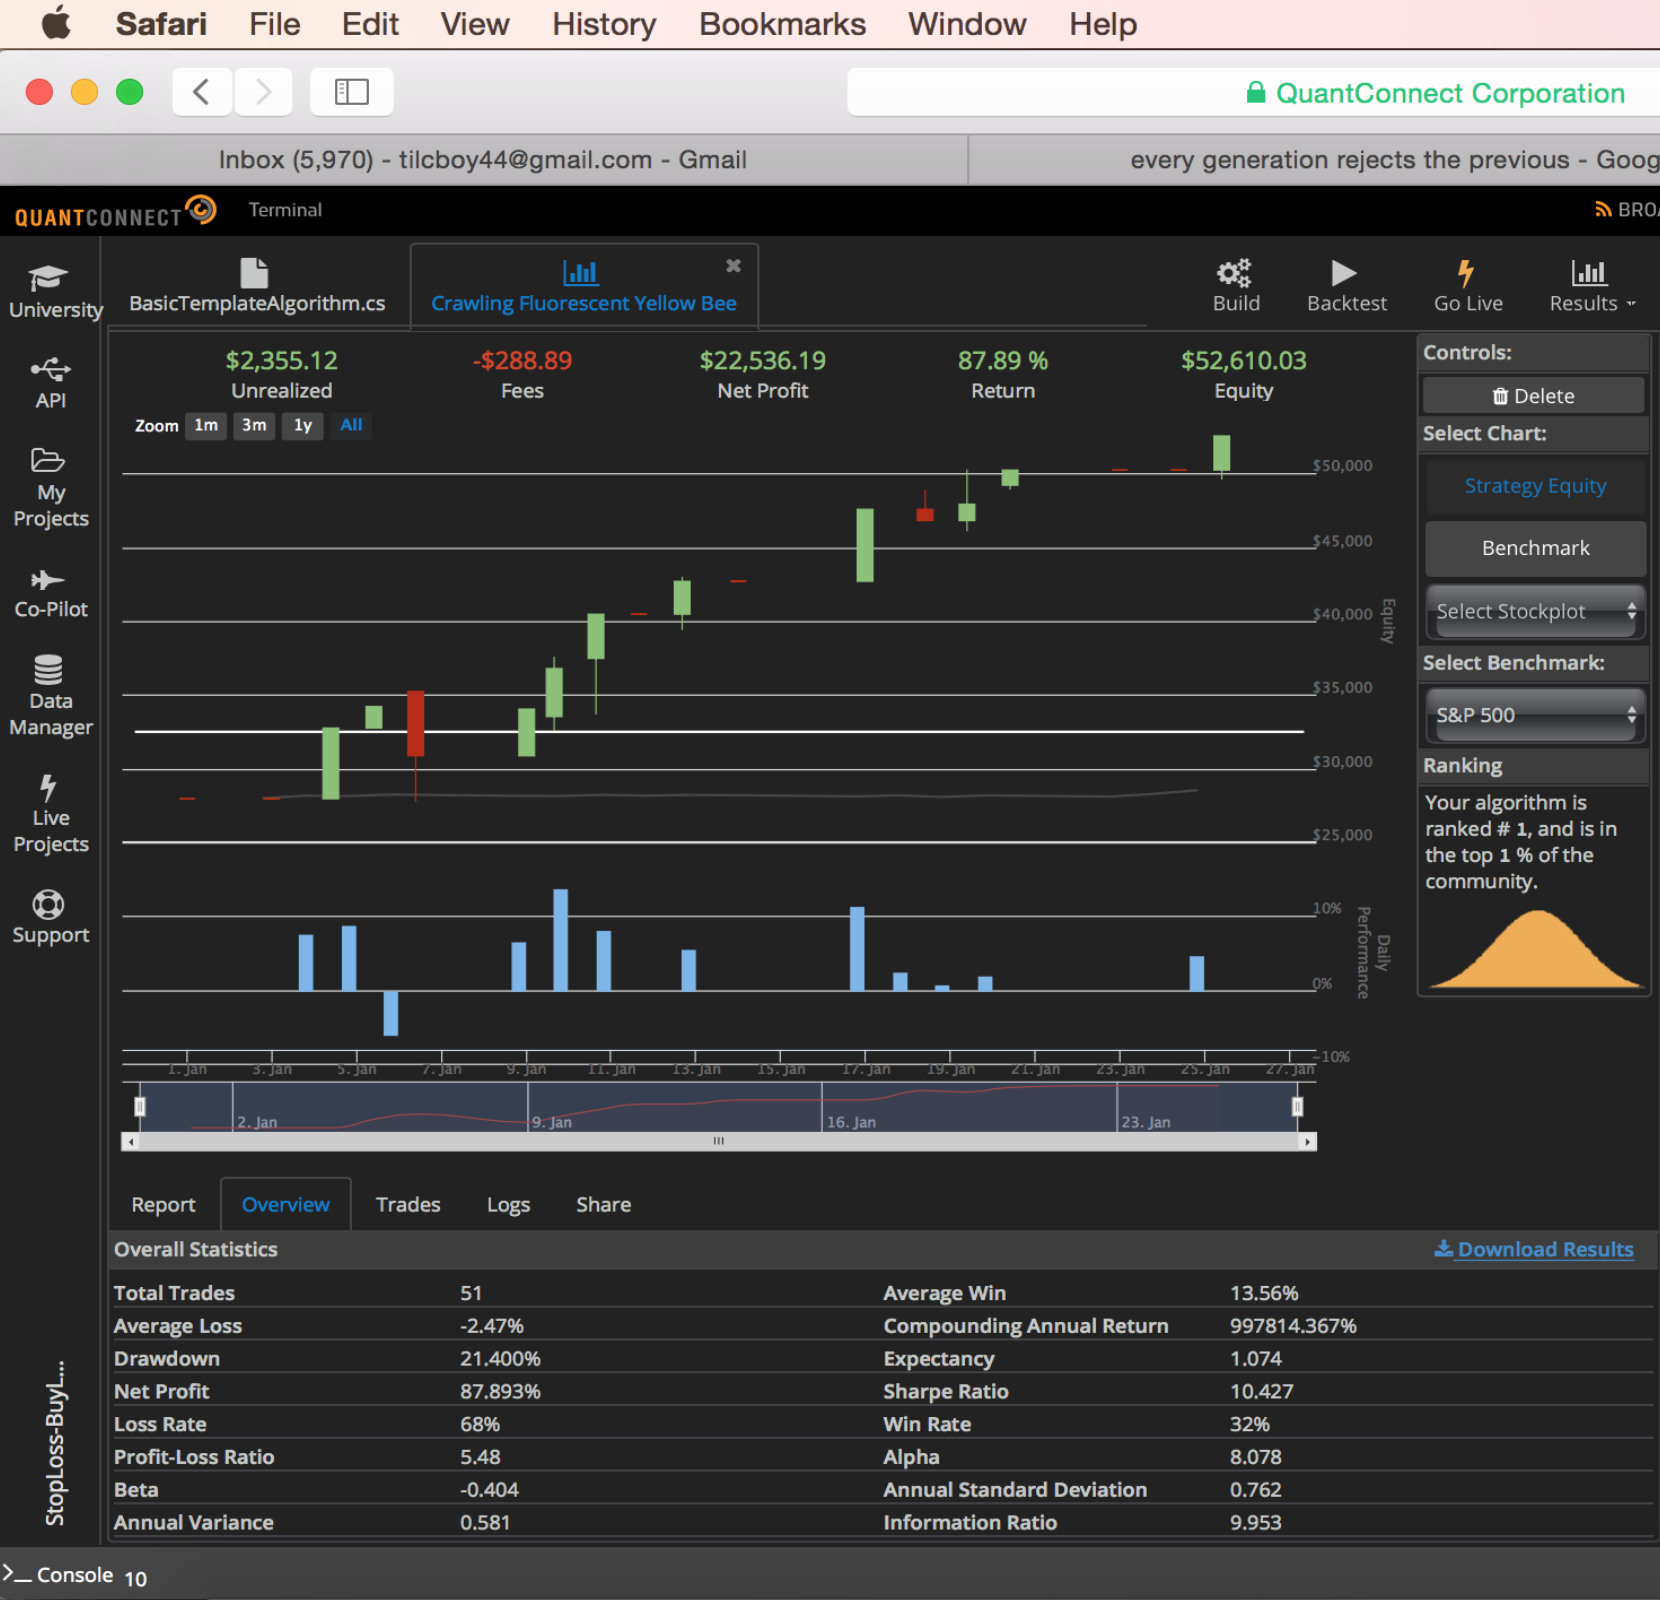 Safari File Edit View History Bookmarks Window Help
QuantConnect Corporation
Inbox (5,970) - tilcboy44@gmail.com - Gmail
every generation rejects the previous - Goog
QUANTCONNECT Terminal
BROA
University
API
My
Projects
Co-Pilot
Data
Manager
Live
Projects
Support
StopLoss-BuyL...
BasicTemplateAlgorithm.cs
Crawling Fluorescent Yellow Bee
Build Backtest Go Live Results
$2,355.12 -$288.89 $22,536.19 87.89 % $52,610.03
Unrealized Fees Net Profit Return Equity
Zoom 1m 3m 1y All
$50,000
$45,000
$40,000
$35,000
$30,000
$25,000
Equity
10%
0%
-10%
Daily
Performance
1. Jan 3. Jan 5. Jan 7. Jan 9. Jan 11. Jan 13. Jan 15. Jan 17. Jan 19. Jan 21. Jan 23. Jan 25. Jan 27. Jan
2. Jan 9. Jan 16. Jan 23. Jan
Controls:
Delete
Select Chart:
Strategy Equity
Benchmark
Select Stockplot
Select Benchmark:
S&P 500
Ranking
Your algorithm is
ranked # 1, and is in
the top 1 % of the
community.
Report Overview Trades Logs Share
Overall Statistics Download Results
Total Trades 51 Average Win 13.56%
Average Loss -2.47% Compounding Annual Return 997814.367%
Drawdown 21.400% Expectancy 1.074
Net Profit 87.893% Sharpe Ratio 10.427
Loss Rate 68% Win Rate 32%
Profit-Loss Ratio 5.48 Alpha 8.078
Beta -0.404 Annual Standard Deviation 0.762
Annual Variance 0.581 Information Ratio 9.953
Console 10